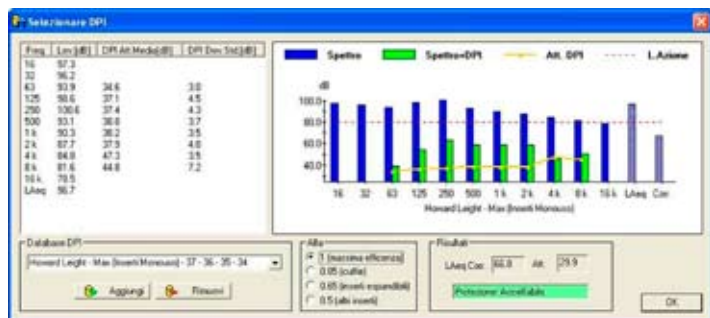 Selezionare DPI
Freq. Lev.[dB] DPI Att.Media[dB] DPI Dev.Std.[dB]
16 97.3
32 96.2
63 93.9 34.6 3.0
125 98.6 37.1 4.5
250 100.6 37.4 4.3
500 93.1 38.8 3.7
1 k 90.3 38.2 3.5
2 k 87.7 37.9 4.0
4 k 84.8 47.3 3.5
8 k 81.6 44.8 7.2
16 k 78.5
LAeq 96.7
Spettro Spettro+DPI Att. DPI L.Azione
dB
100.0
80.0
60.0
40.0
16 32 63 125 250 500 1 k 2 k 4 k 8 k 16 k LAeq Corr
Howard Leight - Max (Inserti Monouso)
Database DPI
Howard Leight - Max (Inserti Monouso) - 37 - 36 - 35 - 34
Aggiungi Rimuovi
Alfa
1 (massima efficienza)
0.85 (cuffie)
0.65 (inserti espandibili)
0.5 (altri inserti)
Risultati
LAeq Corr 66.8 Att. 29.9
Protezione: Accettabile
OK